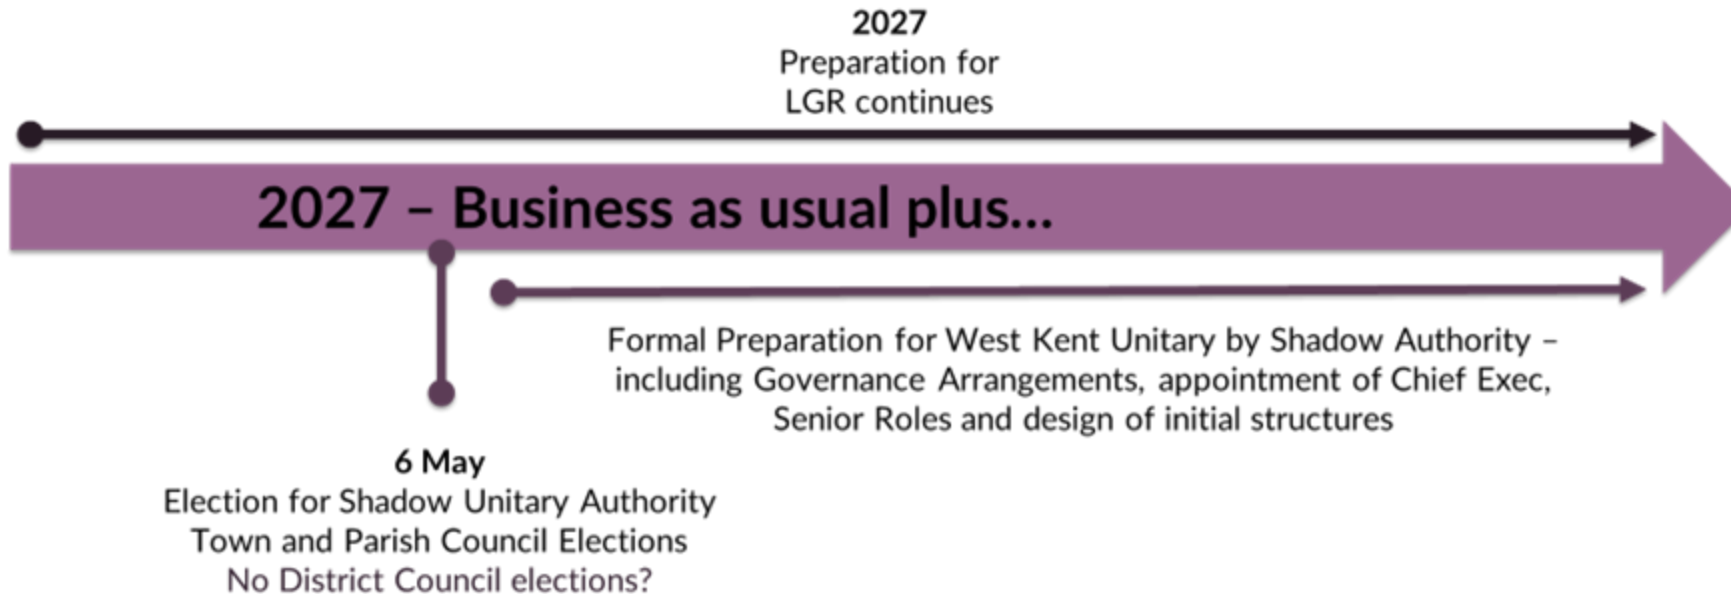 2027
Preparation for
LGR continues
2027 – Business as usual plus...
Formal Preparation for West Kent Unitary by Shadow Authority –
including Governance Arrangements, appointment of Chief Exec,
Senior Roles and design of initial structures
6 May
Election for Shadow Unitary Authority
Town and Parish Council Elections
No District Council elections?